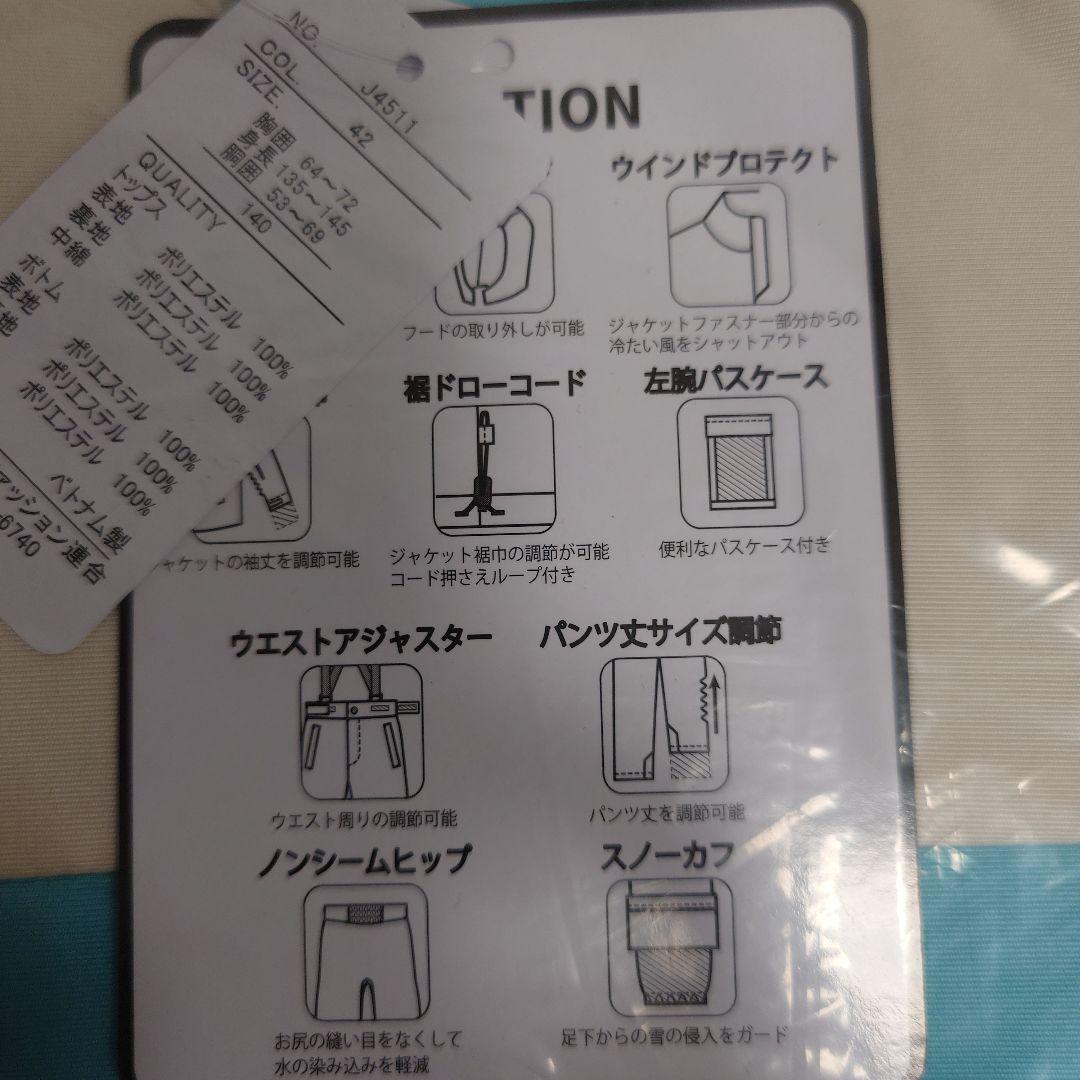 NO. J4511
COL. 42
SIZE.
胸囲 64～72
身長 135～145
胴囲 53～69
140
QUALITY
トップス
表地 ポリエステル 100%
裏地 ポリエステル 100%
中綿 ポリエステル 100%
ボトム
表地 ポリエステル 100%
地 ポリエステル 100%
ポリエステル 100%
ベトナム製
ァッション連合
-6740
TION
ウインドプロテクト
フードの取り外しが可能
ジャケットファスナー部分からの
冷たい風をシャットアウト
裾ドローコード
左腕パスケース
ャケットの袖丈を調節可能
ジャケット裾巾の調節が可能
コード押さえループ付き
便利なパスケース付き
ウエストアジャスター
パンツ丈サイズ調節
ウエスト周りの調節可能
パンツ丈を調節可能
ノンシームヒップ
スノーカフ
お尻の縫い目をなくして
水の染み込みを軽減
足下からの雪の侵入をガード